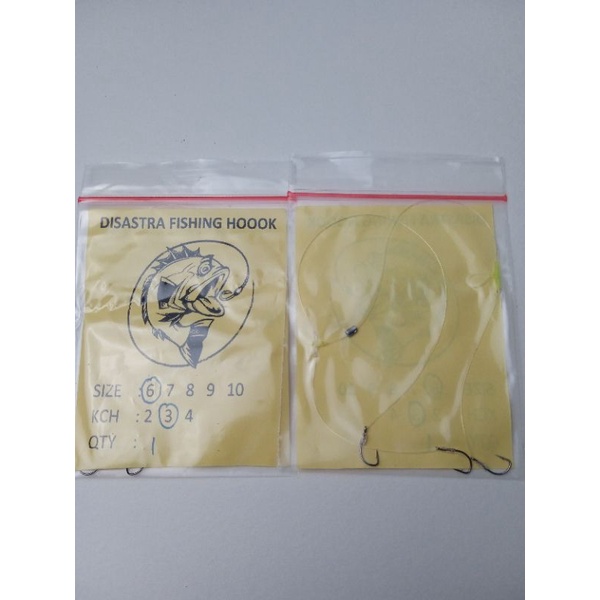 DISASTRA FISHING HOOOK
SIZE : 6 7 8 9 10
KCH : 2 3 4
QTY : 1